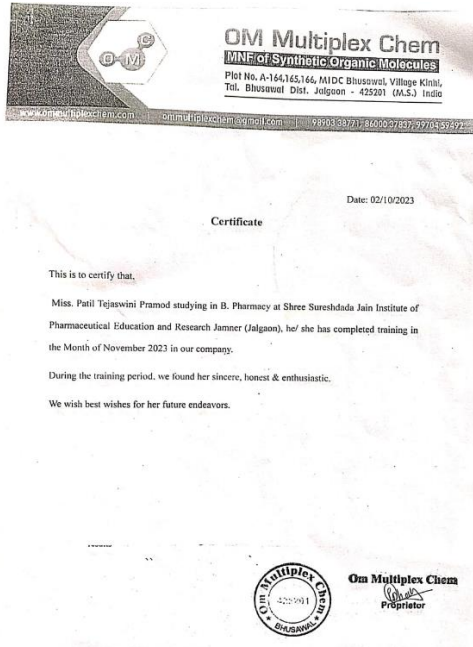 C
O M
OM Multiplex Chem
MNF of Synthetic Organic Molecules
Plot No. A-164,165,166, MIDC Bhusawal, Village Kinhi,
Tal. Bhusawal Dist. Jalgaon - 425201 (M.S.) India
www.ommultiplexchem.com | ommultiplexchem@gmail.com | 98903 38771, 86000 37837, 99704 59492
Date: 02/10/2023
Certificate
This is to certify that,
Miss. Patil Tejaswini Pramod studying in B. Pharmacy at Shree Sureshdada Jain Institute of
Pharmaceutical Education and Research Jamner (Jalgaon), he/ she has completed training in
the Month of November 2023 in our company.
During the training period, we found her sincere, honest & enthusiastic.
We wish best wishes for her future endeavors.
Om Multiplex Chem
425201
BHUSAWAL
Om Multiplex Chem
Proprietor